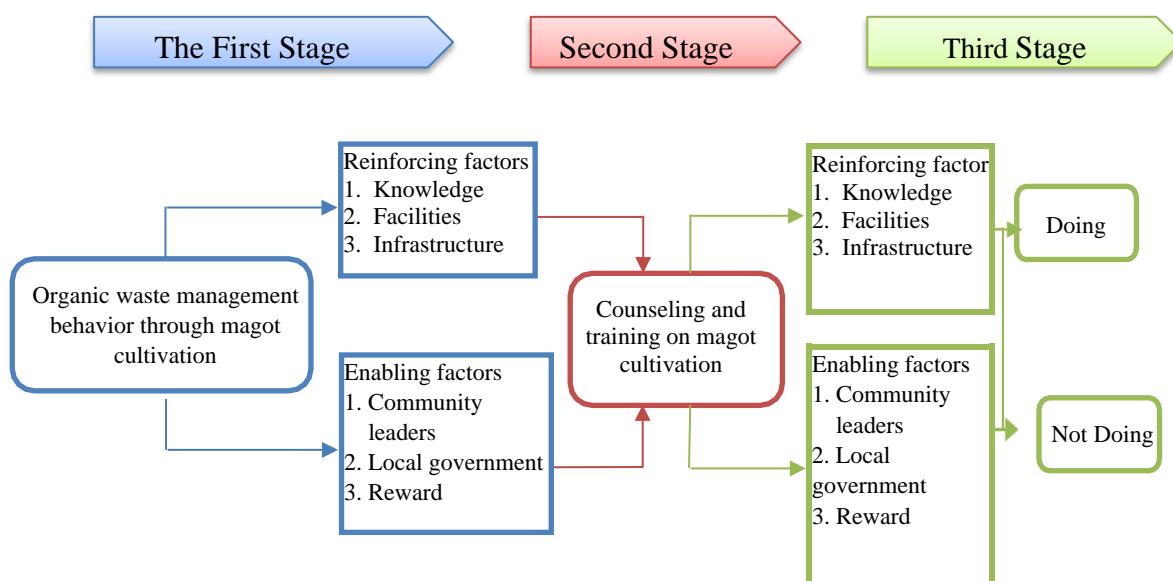 The First Stage
Second Stage
Third Stage
Organic waste management
behavior through magot
cultivation
Reinforcing factors
1. Knowledge
2. Facilities
3. Infrastructure
Enabling factors
1. Community
leaders
2. Local government
3. Reward
Counseling and
training on magot
cultivation
Reinforcing factor
1. Knowledge
2. Facilities
3. Infrastructure
Enabling factors
1. Community
leaders
2. Local
government
3. Reward
Doing
Not Doing